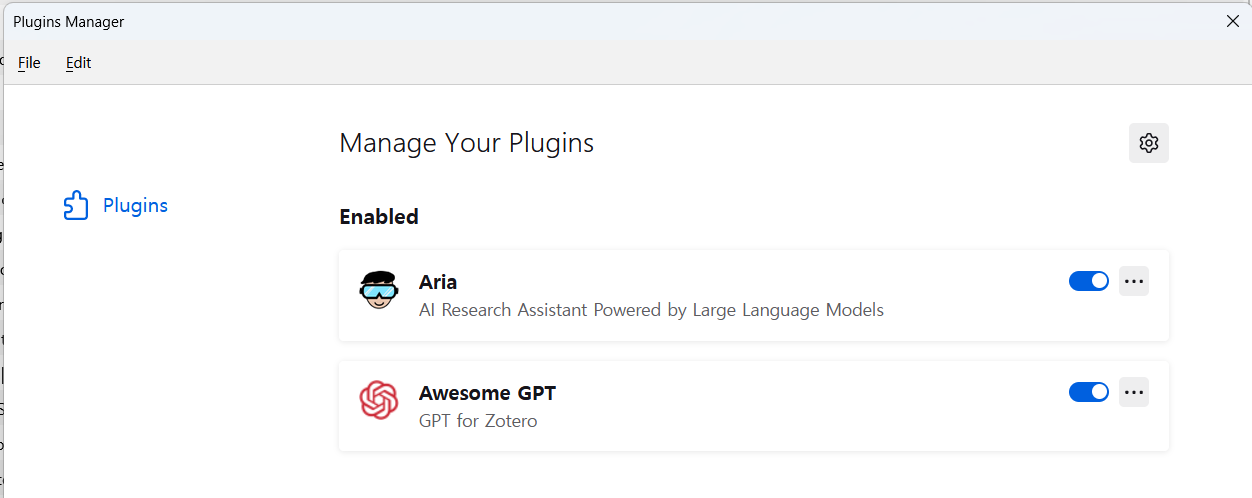 Plugins Manager
File Edit
Manage Your Plugins
Plugins
Enabled
Aria
AI Research Assistant Powered by Large Language Models
Awesome GPT
GPT for Zotero